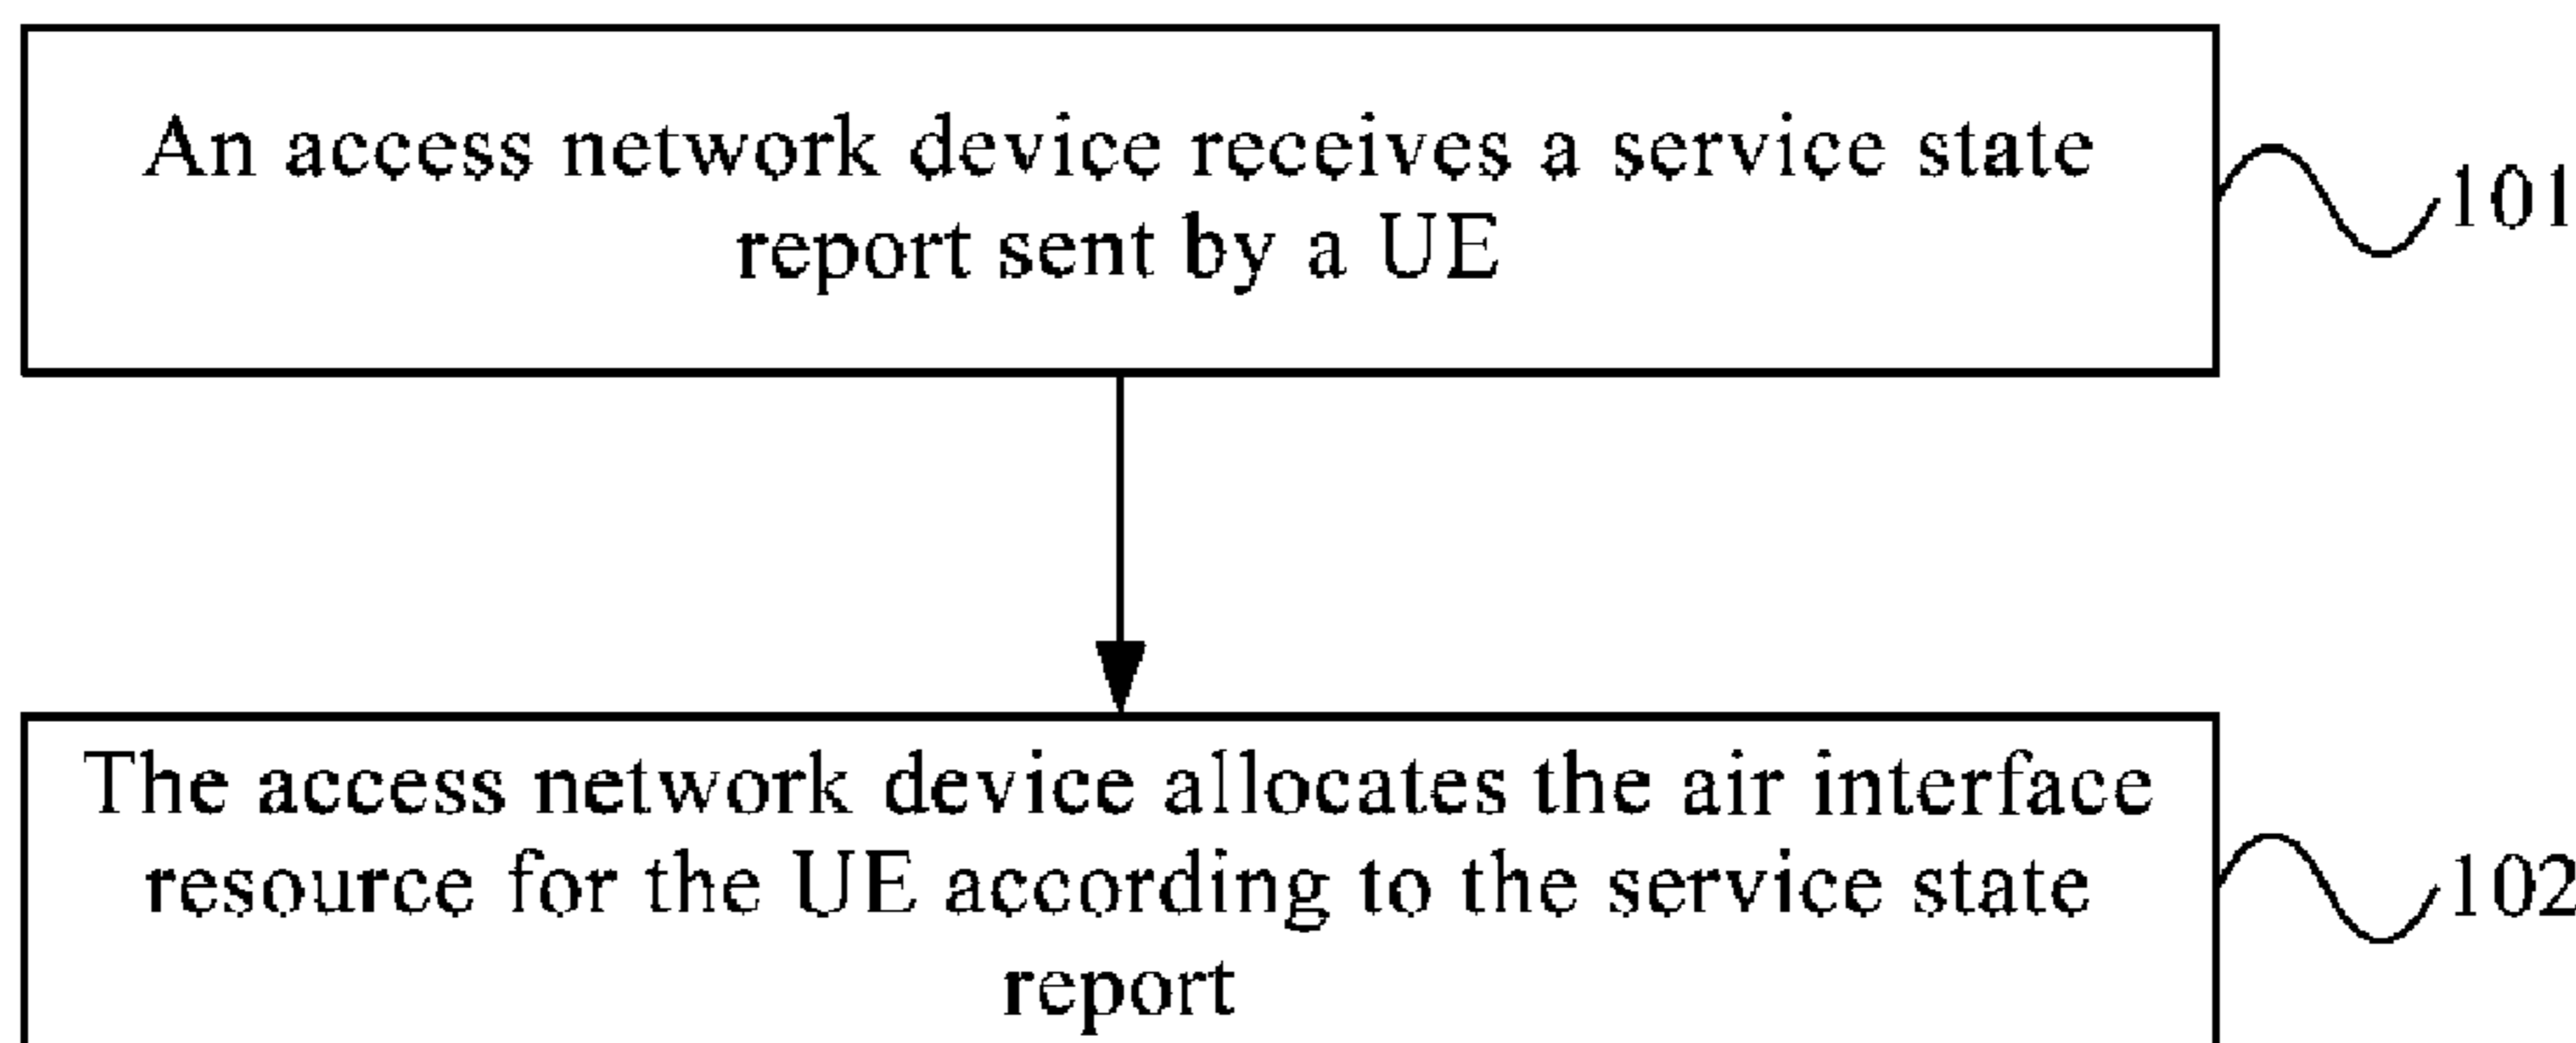 An access network device receives a service state
report sent by a UE
101
The access network device allocates the air interface
resource for the UE according to the service state
report
102